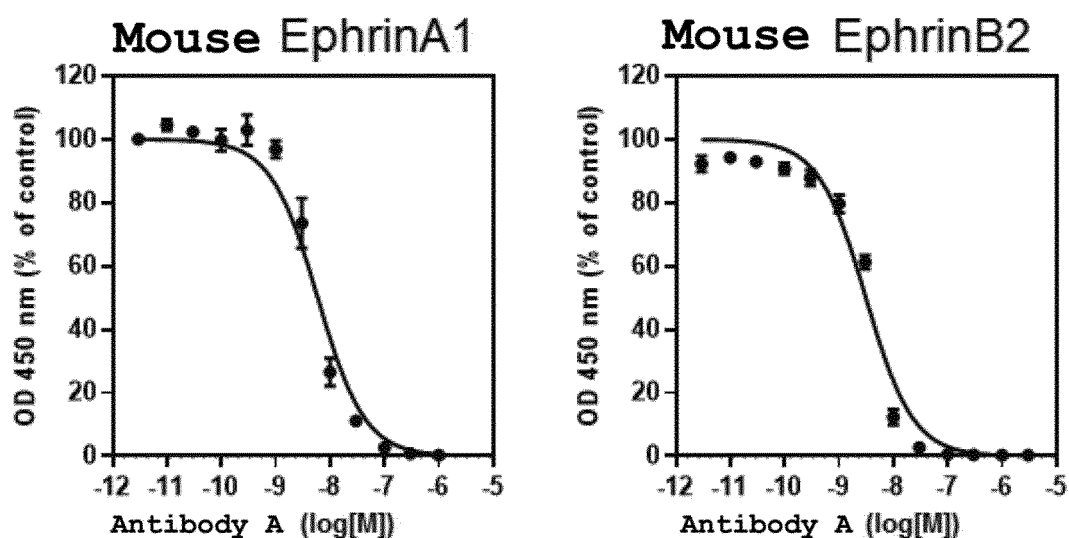 Mouse EphrinA1
OD 450 nm (% of control)
120
100
80
60
40
20
0
-12 -11 -10 -9 -8 -7 -6 -5
Antibody A (log[M])
Mouse EphrinB2
OD 450 nm (% of control)
120
100
80
60
40
20
0
-12 -11 -10 -9 -8 -7 -6 -5
Antibody A (log[M])